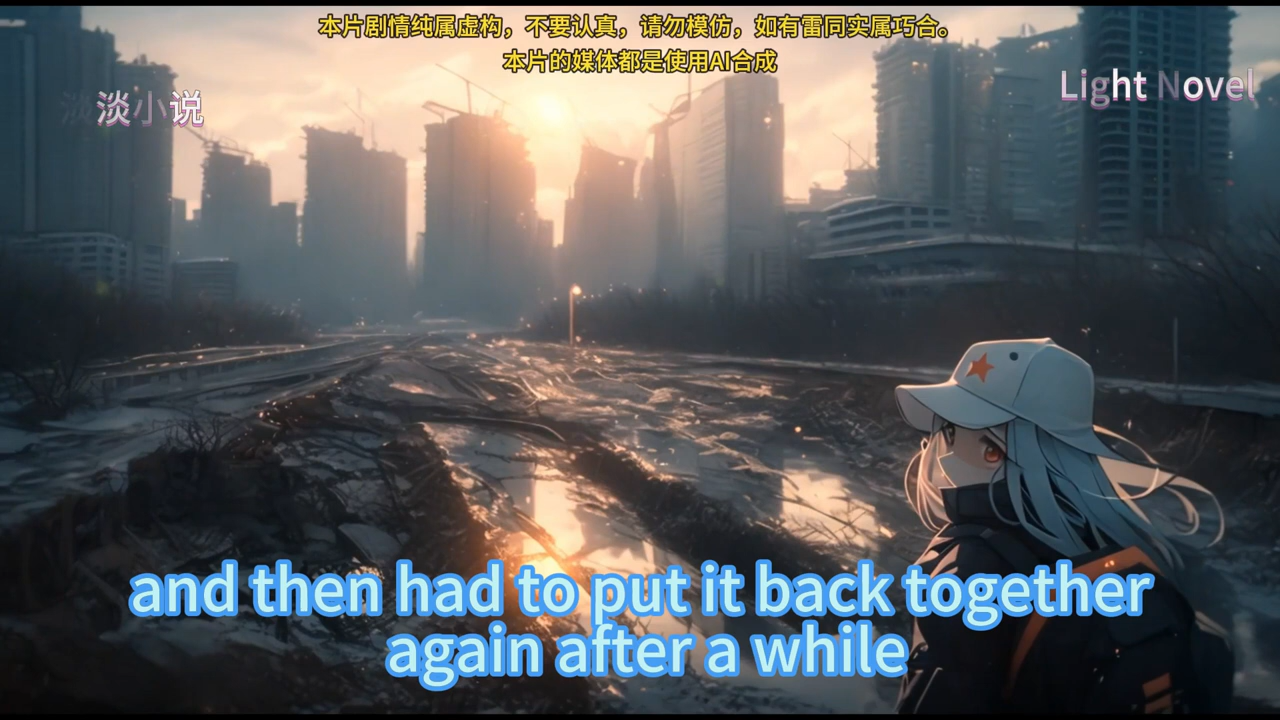 本片剧情纯属虚构，不要认真，请勿模仿，如有雷同实属巧合。
本片的媒体都是使用AI合成
淡淡小说
Light Novel
and then had to put it back together
again after a while